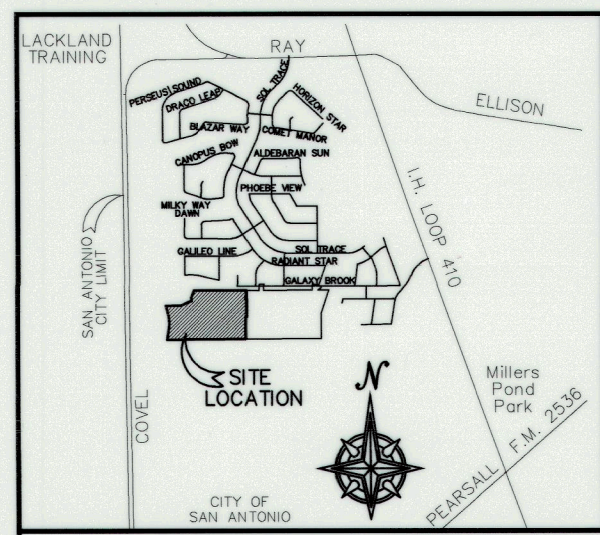 LACKLAND
TRAINING
RAY
ELLISON
PERSEUS SOUND
DRACO LEAP
SOL TRACE
HORIZON STAR
BLAZAR WAY
COMET MANOR
CANOPUS BOW
ALDEBARAN SUN
PHOEBE VIEW
I.H. LOOP 410
MILKY WAY
DAWN
SAN ANTONIO
CITY LIMIT
GALILEO LINE
SOL TRACE
RADIANT STAR
GALAXY BROOK
SITE
LOCATION
N
Millers
Pond
Park
COVEL
PEARSALL F.M. 2536
CITY OF
SAN ANTONIO